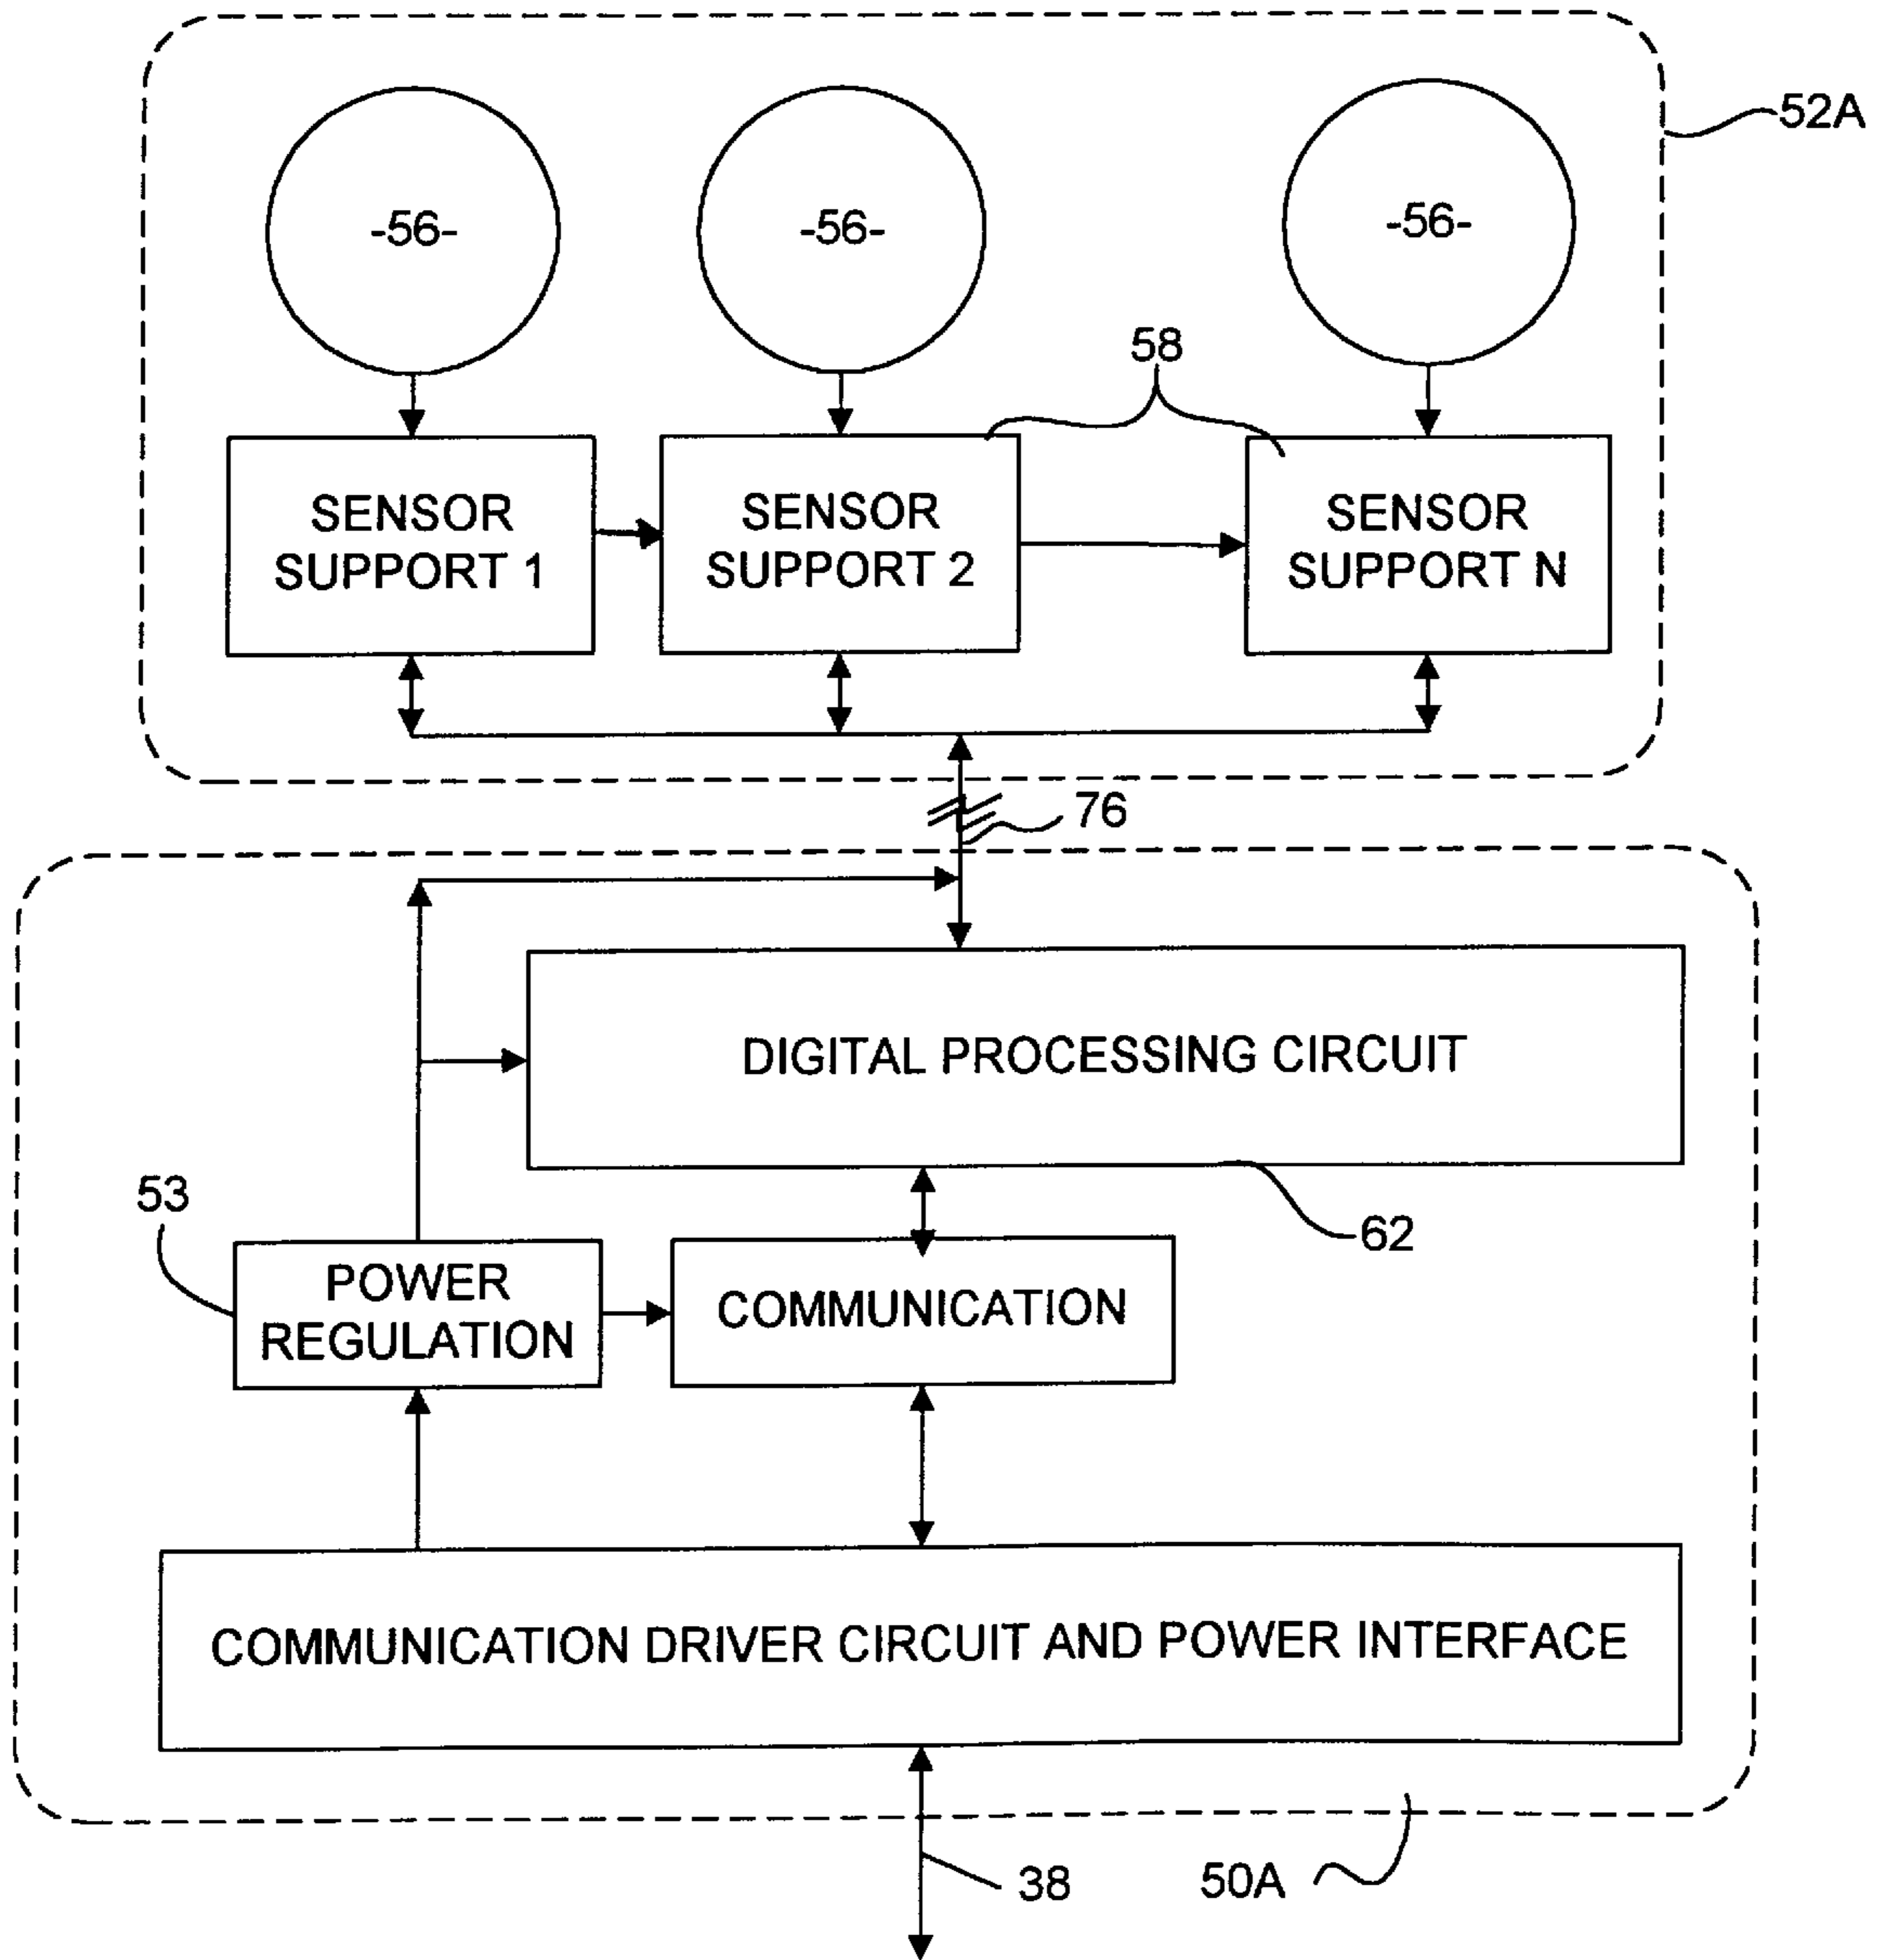 52A
-56-
-56-
-56-
58
SENSOR
SUPPORT 1
SENSOR
SUPPORT 2
SENSOR
SUPPORT N
76
DIGITAL PROCESSING CIRCUIT
53
62
POWER
REGULATION
COMMUNICATION
COMMUNICATION DRIVER CIRCUIT AND POWER INTERFACE
38
50A